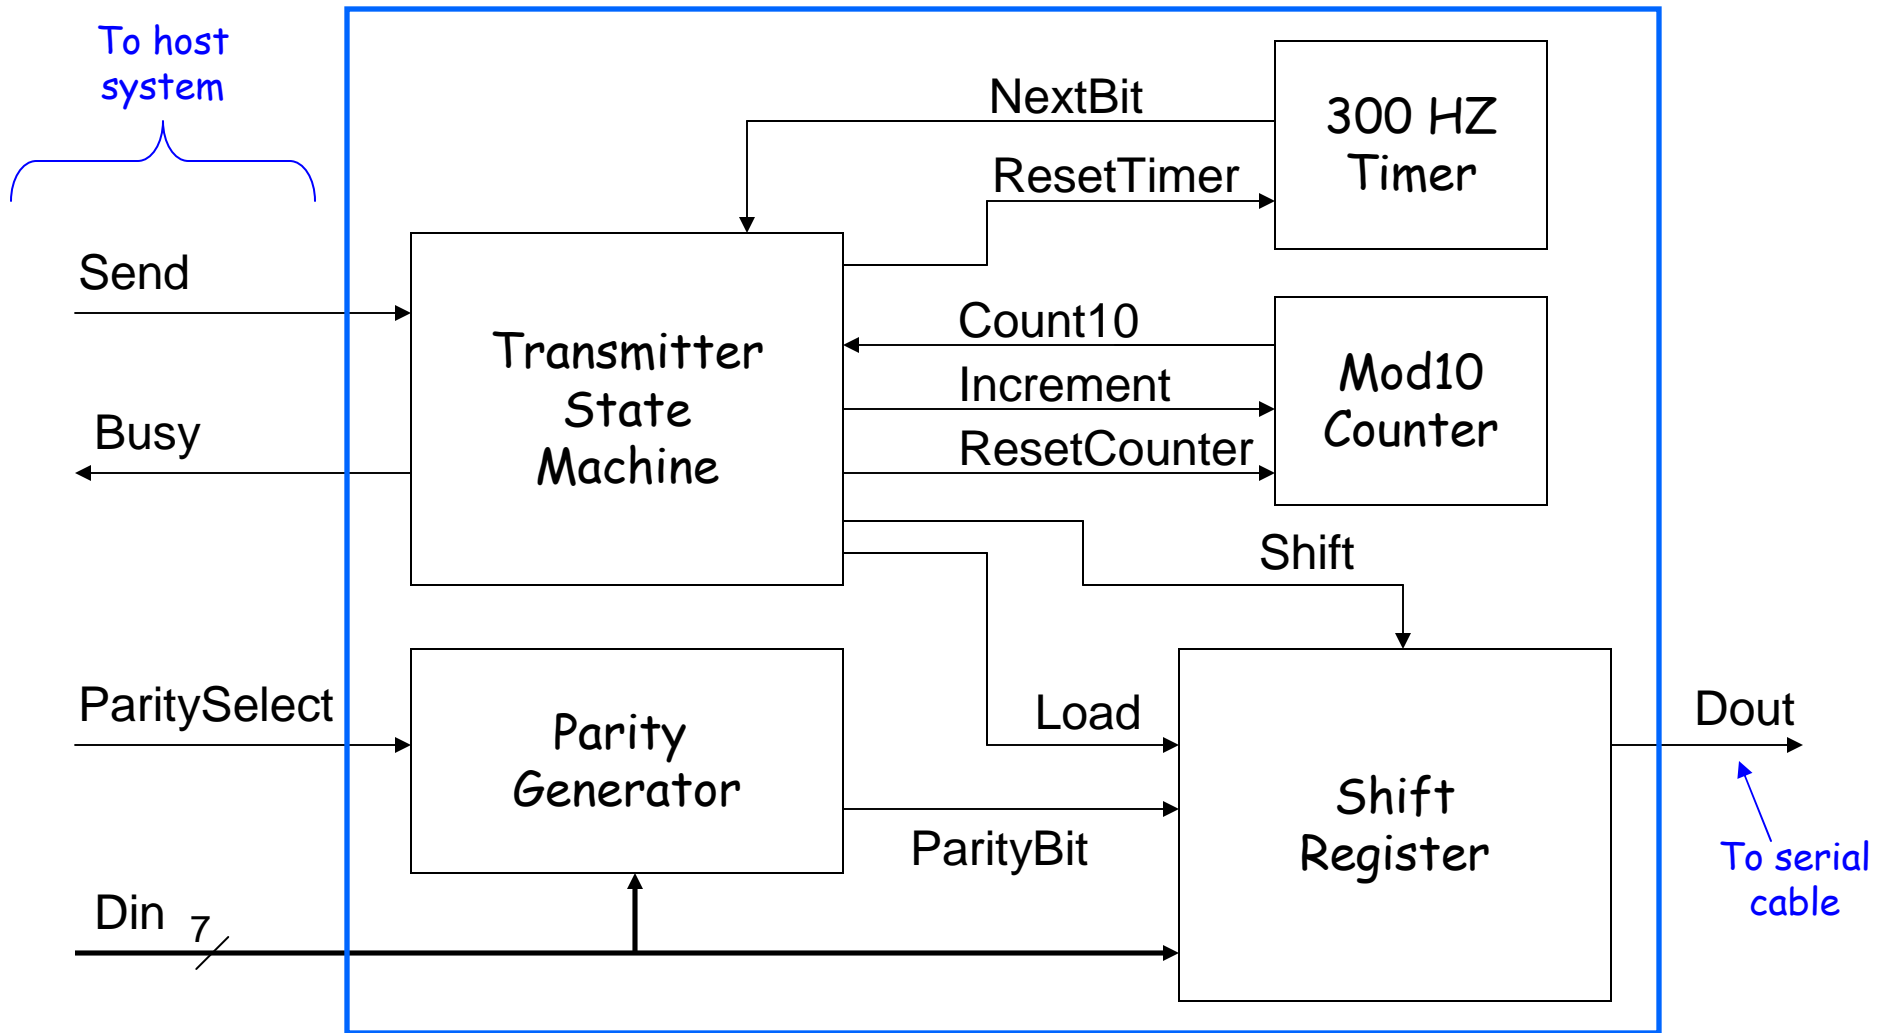 To host
system
NextBit
300 HZ
Timer
ResetTimer
Send
Transmitter
State
Machine
Count10
Increment
ResetCounter
Mod10
Counter
Busy
Shift
ParitySelect
Parity
Generator
Load
ParityBit
Shift
Register
Dout
To serial
cable
Din 7